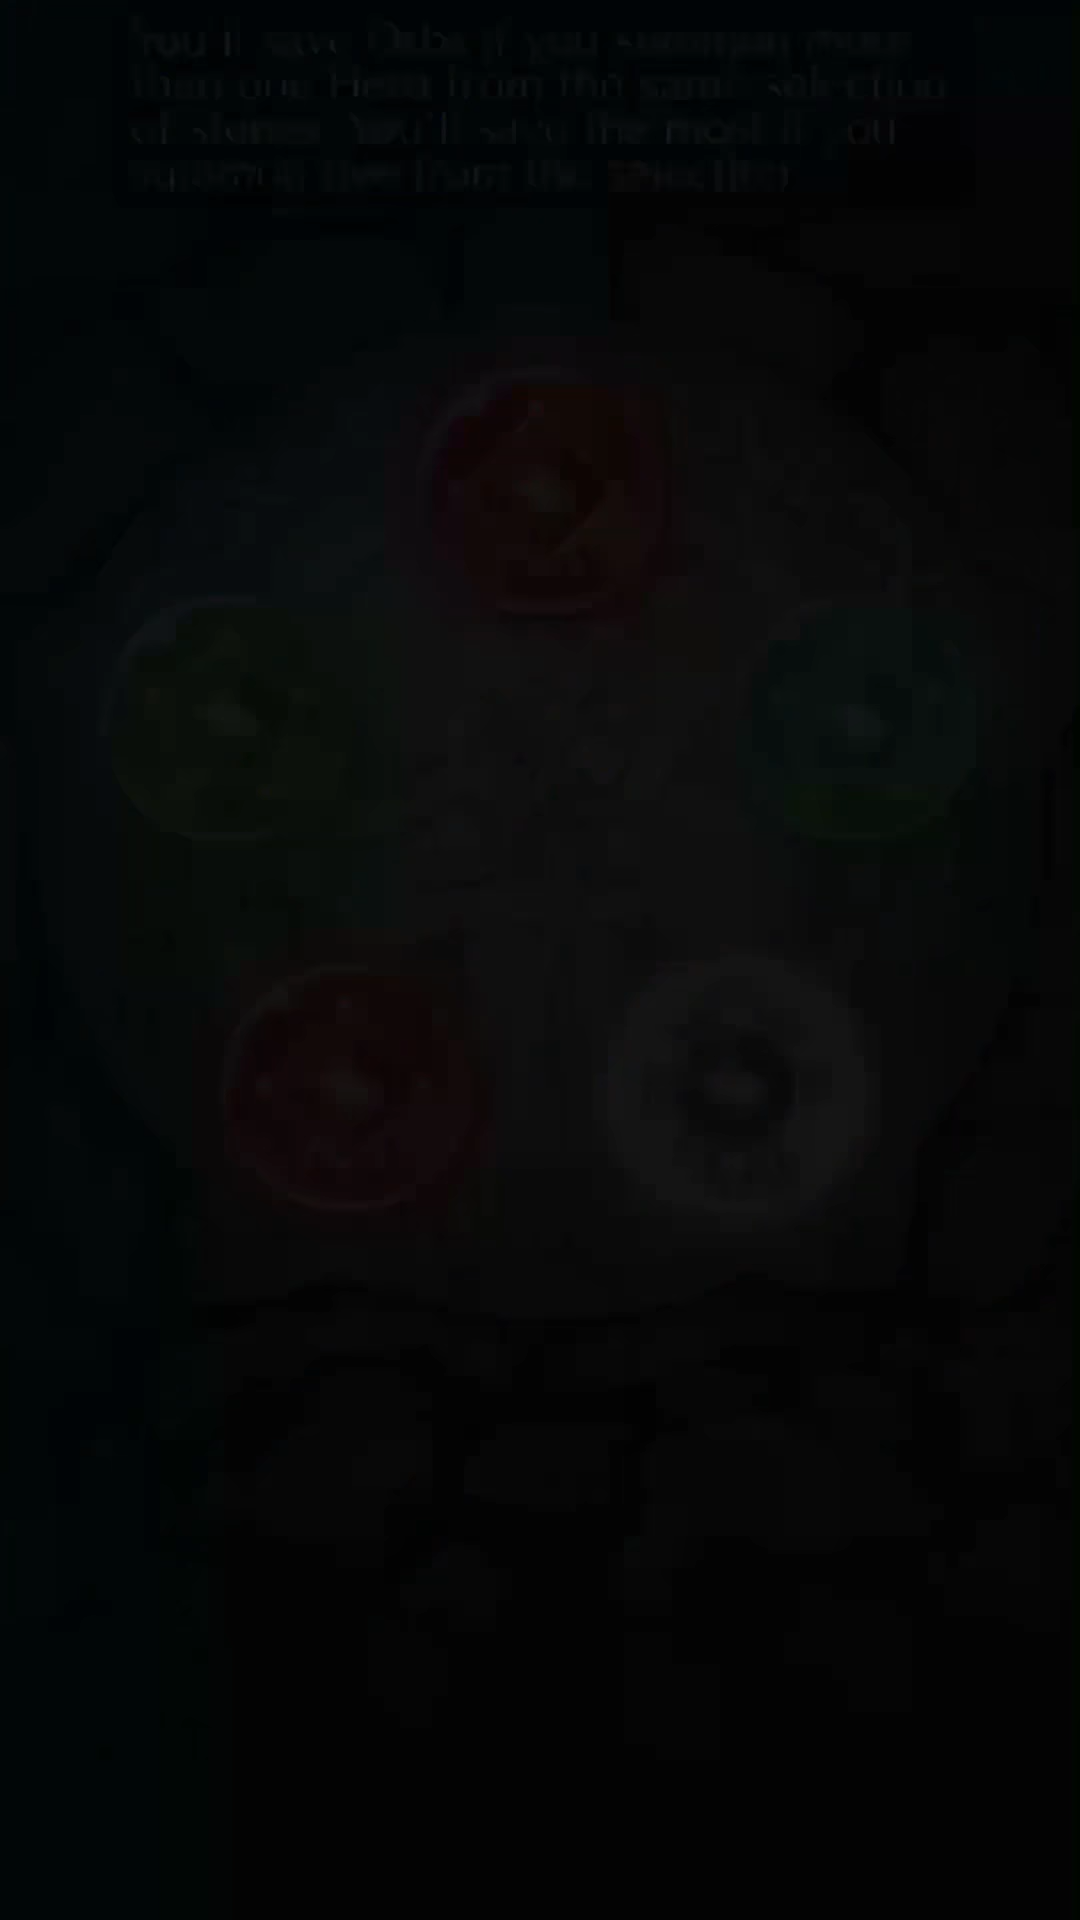 You'll save Orbs if you summon more
than one Hero from the same selection
of stones. You'll save the most if you
summon five from the selection.